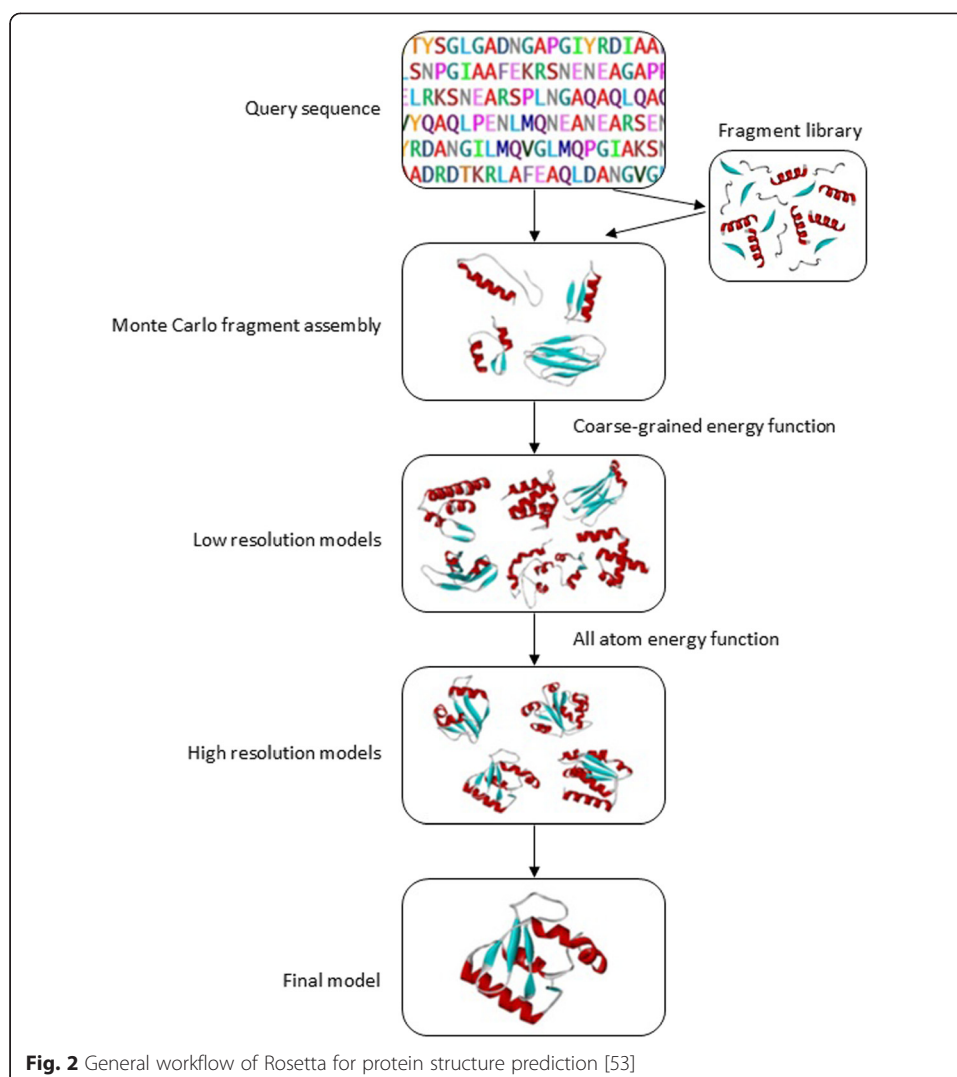 TYSGLGADNGAPGIYRDIAA
SNPGIAAFEKRSNENEAGAP
LRKSNEARSPLNGAQAQLQA
YQAQLPENLMQNEANEARSE
RDANGILMQVGLMQPGIAKS
ADRDTKRLAFEAQLDANGVG
Query sequence
Fragment library
Monte Carlo fragment assembly
Coarse-grained energy function
Low resolution models
All atom energy function
High resolution models
Final model
Fig. 2 General workflow of Rosetta for protein structure prediction [53]